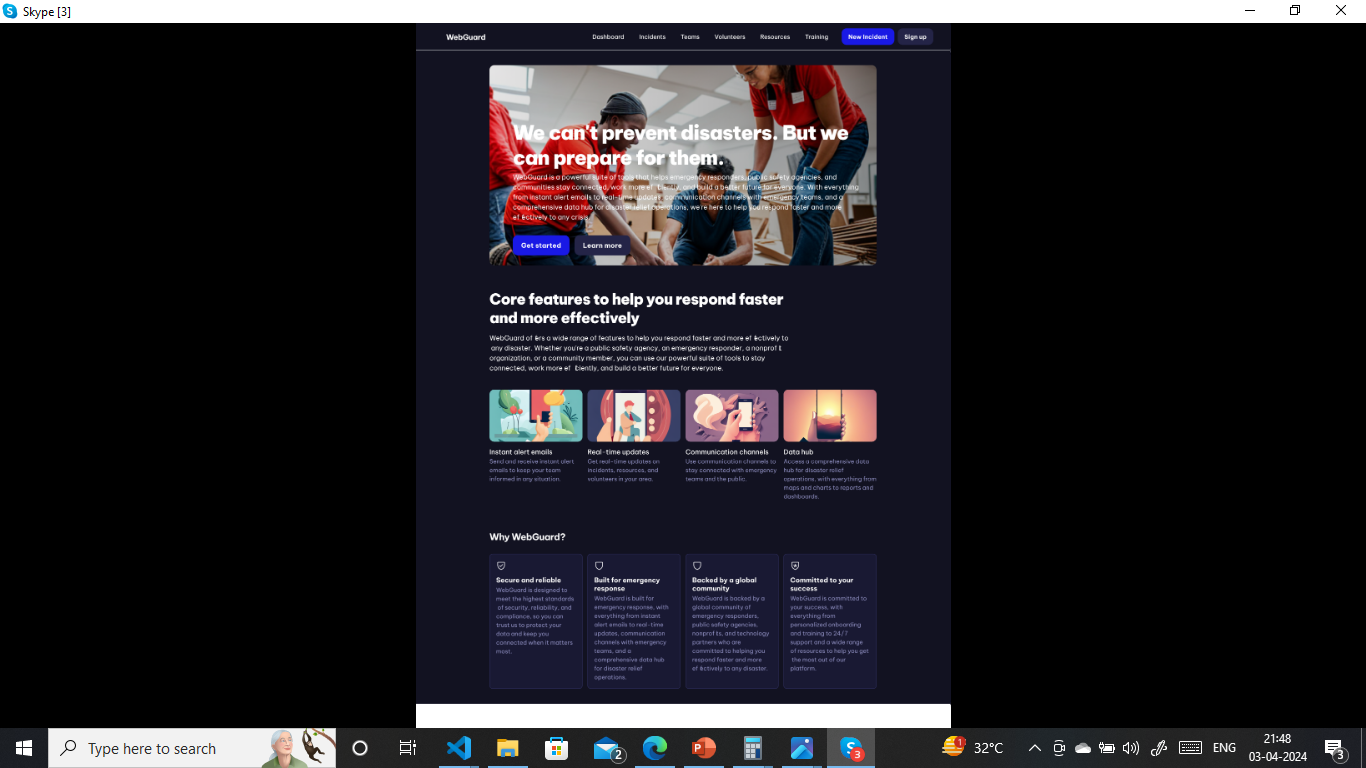 Skype [3]
WebGuard
Dashboard Incidents Teams Volunteers Resources Training New Incident Sign up
We can't prevent disasters. But we
can prepare for them.
WebGuard is a powerful suite of tools that helps emergency responders, public safety agencies, and
communities stay connected, work more ef ciently, and build a better future for everyone. With everything
from instant alert emails to real-time updates, communication channels with emergency teams, and a
comprehensive data hub for disaster relief operations, we're here to help you respond faster and more
ef ectively to any crisis.
Get started Learn more
Core features to help you respond faster
and more effectively
WebGuard of ers a wide range of features to help you respond faster and more ef ectively to
any disaster. Whether you're a public safety agency, an emergency responder, a nonprof t
organization, or a community member, you can use our powerful suite of tools to stay
connected, work more ef ciently, and build a better future for everyone.
Instant alert emails
Send and receive instant alert
emails to keep your team
informed in any situation.
Real-time updates
Get real-time updates on
incidents, resources, and
volunteers in your area.
Communication channels
Use communication channels to
stay connected with emergency
teams and the public.
Data hub
Access a comprehensive data
hub for disaster relief
operations, with everything from
maps and charts to reports and
dashboards.
Why WebGuard?
Secure and reliable
WebGuard is designed to
meet the highest standards
of security, reliability, and
compliance, so you can
trust us to protect your
data and keep you
connected when it matters
most.
Built for emergency
response
WebGuard is built for
emergency response, with
everything from instant
alert emails to real-time
updates, communication
channels with emergency
teams, and a
comprehensive data hub
for disaster relief
operations.
Backed by a global
community
WebGuard is backed by a
global community of
emergency responders,
public safety agencies,
nonprof ts, and technology
partners who are
committed to helping you
respond faster and more
ef ectively to any disaster.
Committed to your
success
WebGuard is committed to
your success, with
everything from
personalized onboarding
and training to 24/7
support and a wide range
of resources to help you get
the most out of our
platform.
Type here to search
2
3
1
32°C
ENG
21:48
03-04-2024
3